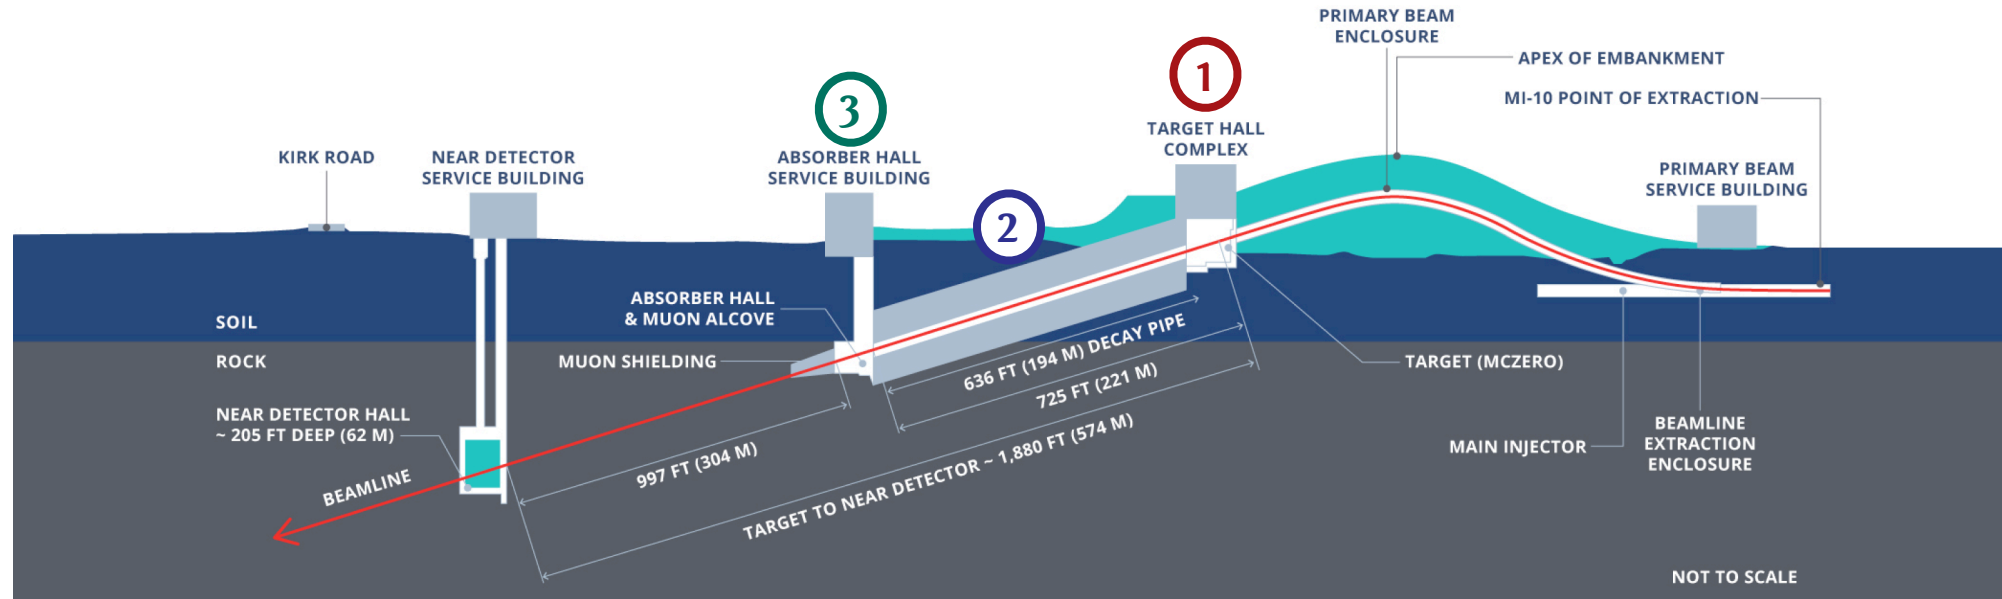 PRIMARY BEAM
ENCLOSURE
APEX OF EMBANKMENT
MI-10 POINT OF EXTRACTION
1
TARGET HALL
COMPLEX
3
ABSORBER HALL
SERVICE BUILDING
KIRK ROAD
NEAR DETECTOR
SERVICE BUILDING
PRIMARY BEAM
SERVICE BUILDING
2
ABSORBER HALL
& MUON ALCOVE
SOIL
ROCK
MUON SHIELDING
636 FT (194 M) DECAY PIPE
725 FT (221 M)
TARGET (MCZERO)
NEAR DETECTOR HALL
~ 205 FT DEEP (62 M)
BEAMLINE
997 FT (304 M)
TARGET TO NEAR DETECTOR ~ 1,880 FT (574 M)
MAIN INJECTOR
BEAMLINE
EXTRACTION
ENCLOSURE
NOT TO SCALE